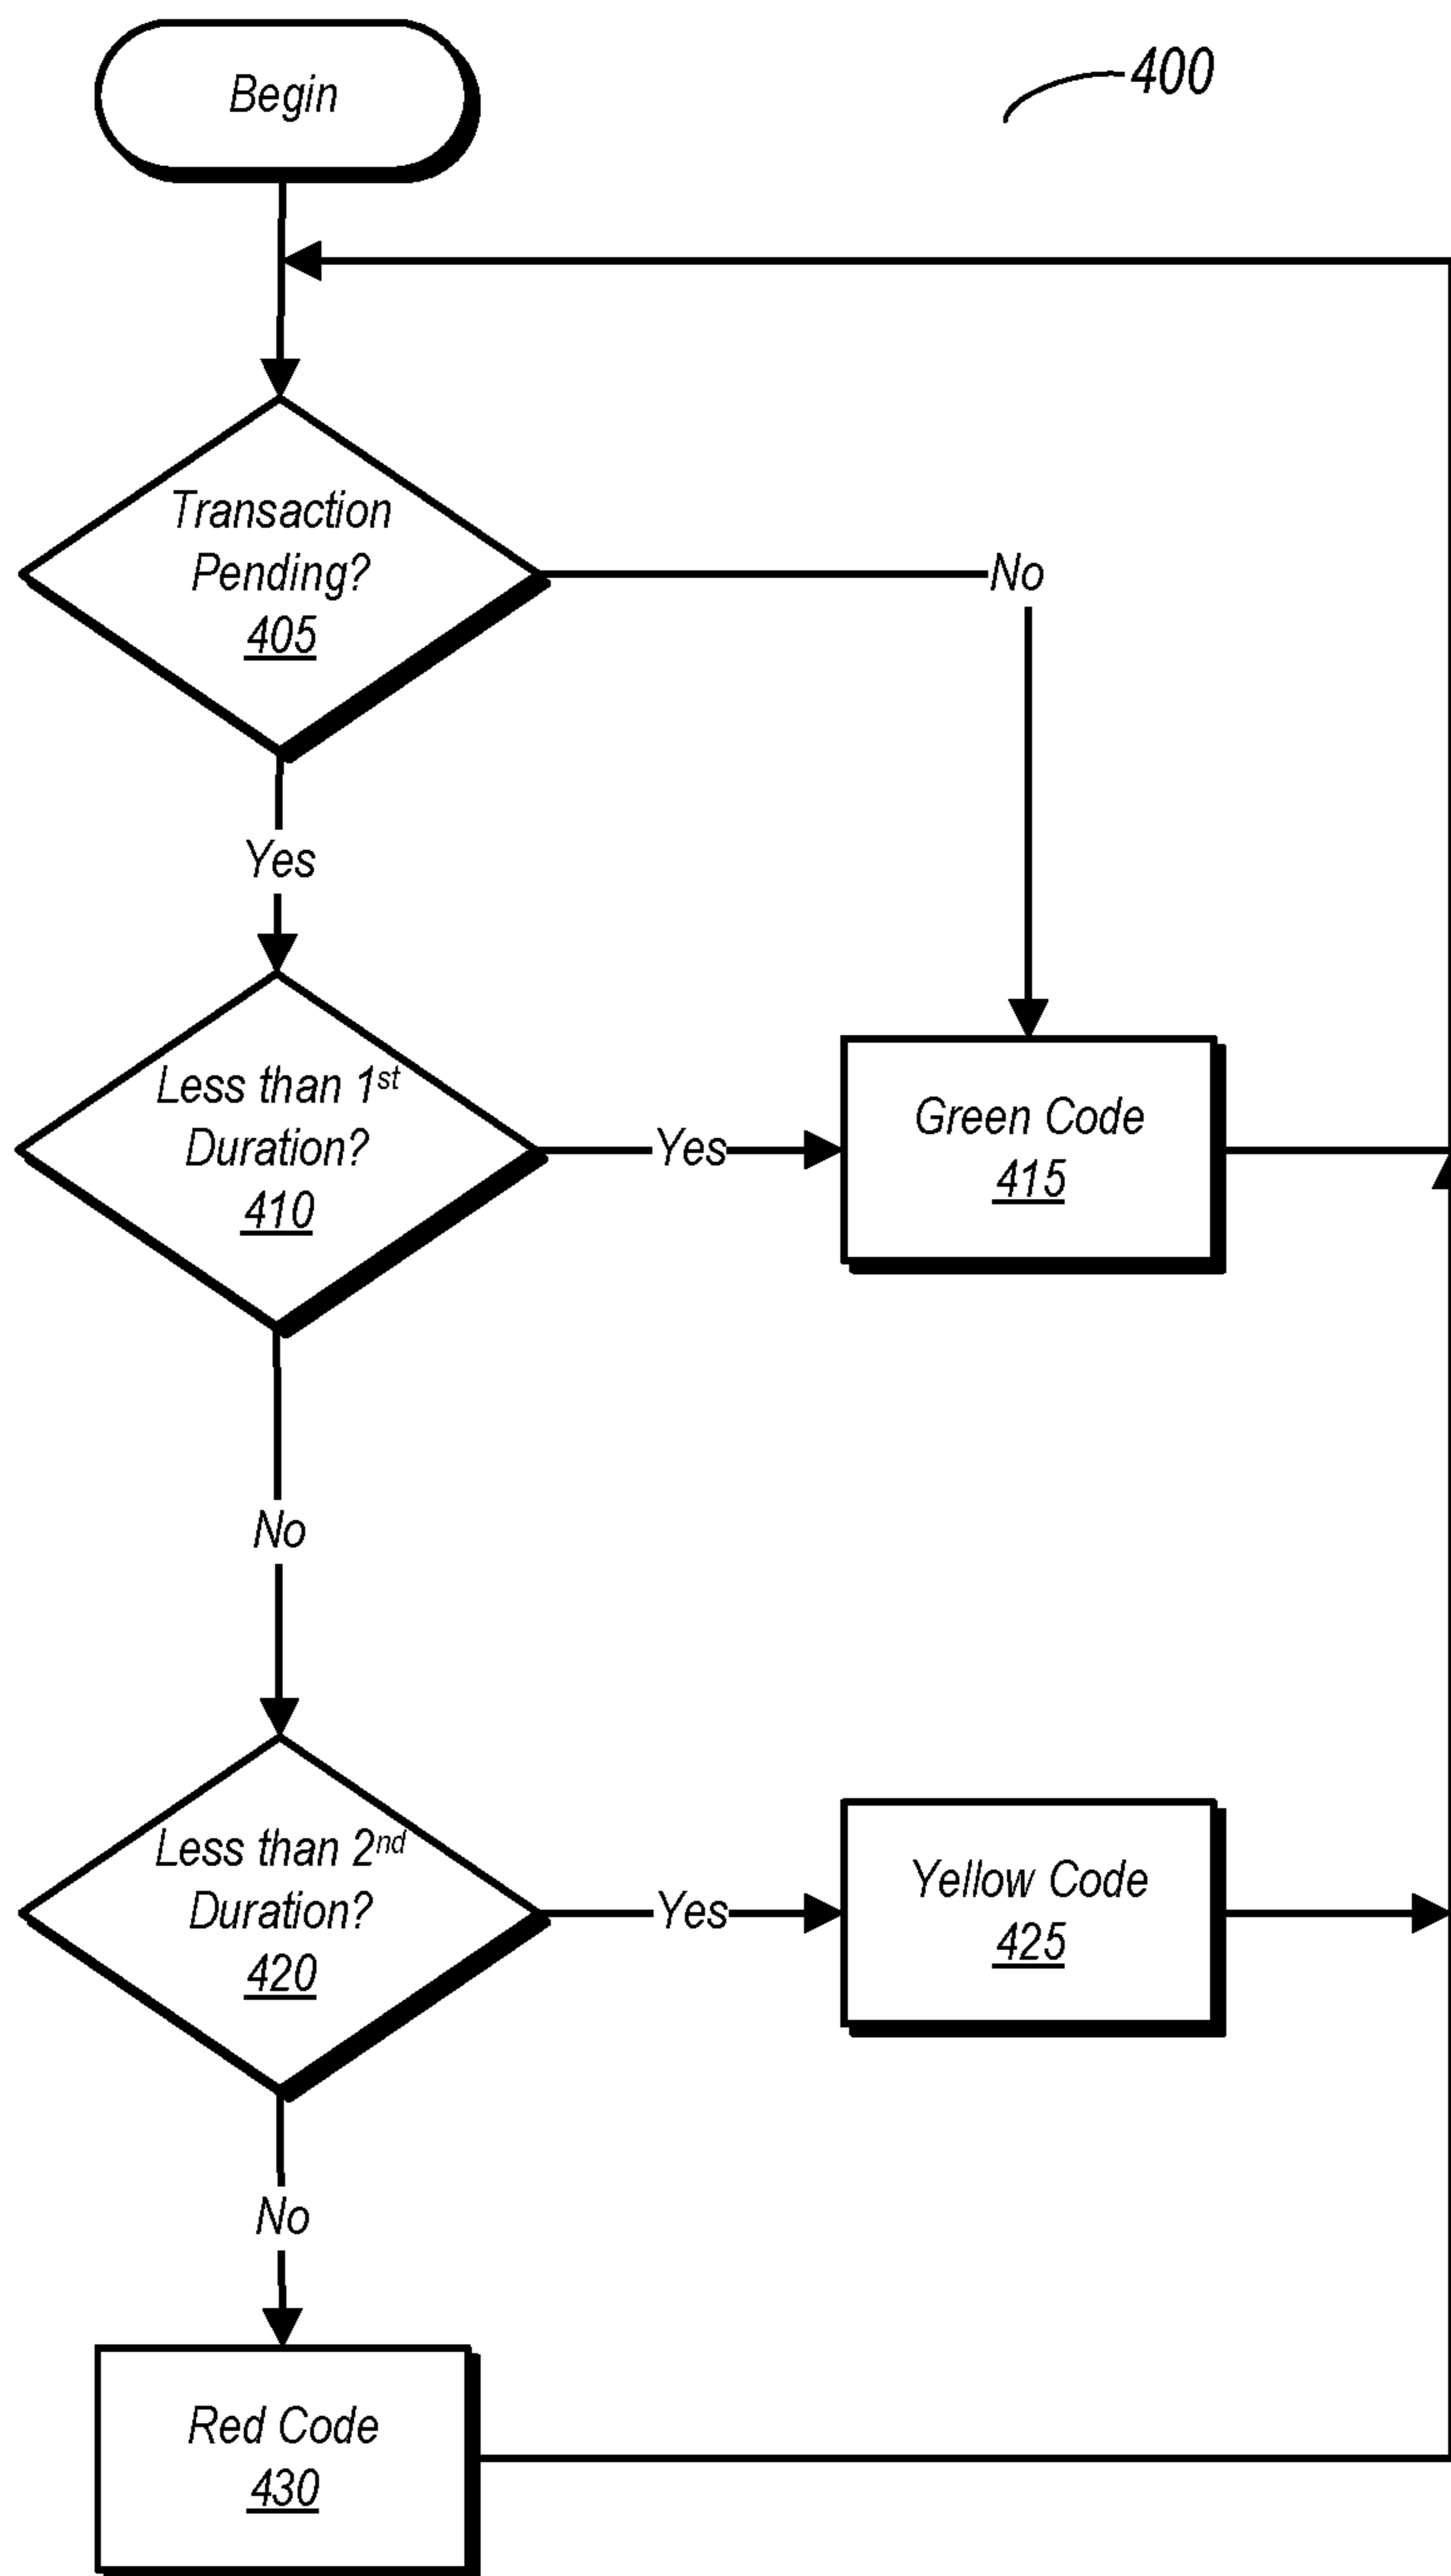 Begin
400
Transaction
Pending?
405
No
Yes
Less than 1st
Duration?
410
Yes
Green Code
415
No
Less than 2nd
Duration?
420
Yes
Yellow Code
425
No
Red Code
430